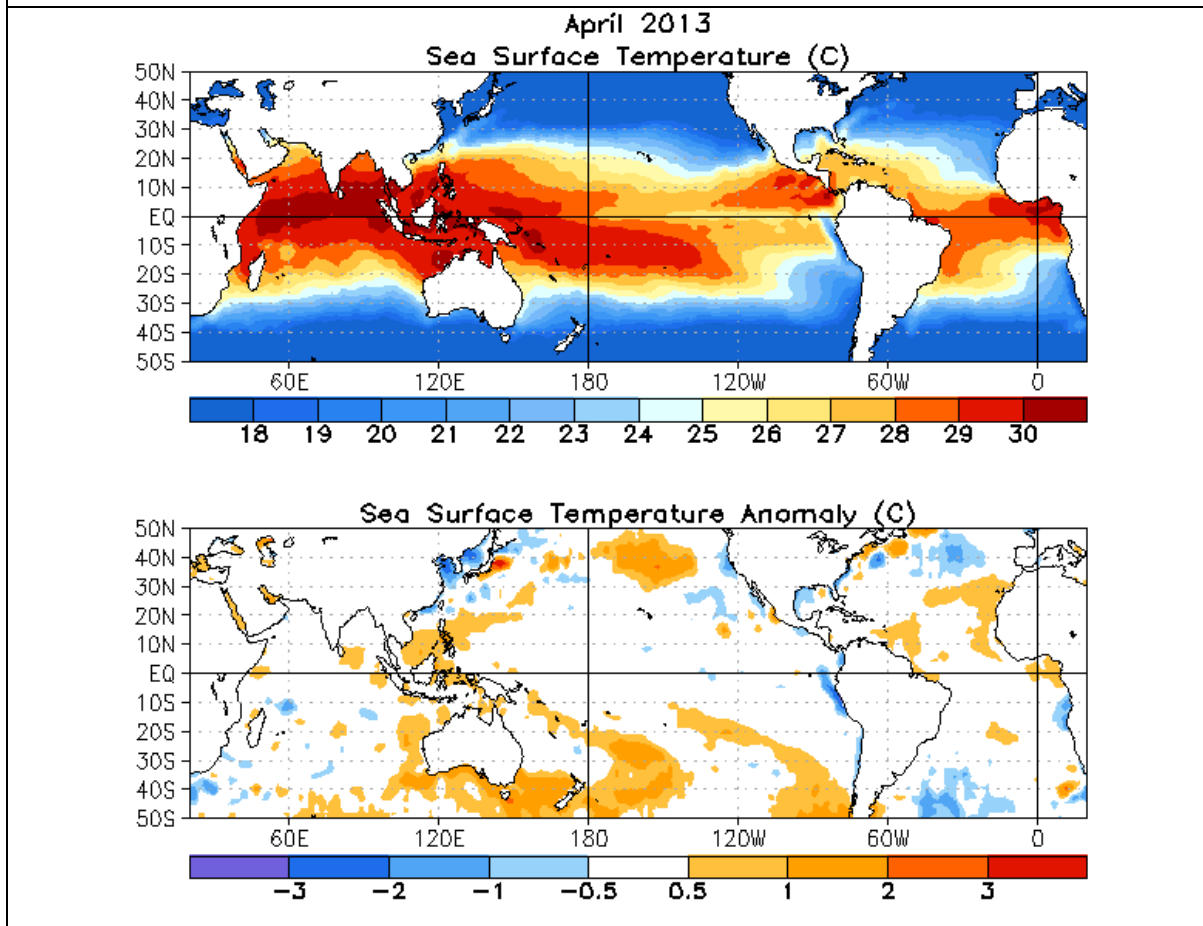 April 2013
Sea Surface Temperature (C)
50N
40N
30N
20N
10N
EQ
10S
20S
30S
40S
50S
60E 120E 180 120W 60W 0
18 19 20 21 22 23 24 25 26 27 28 29 30
Sea Surface Temperature Anomaly (C)
50N
40N
30N
20N
10N
EQ
10S
20S
30S
40S
50S
60E 120E 180 120W 60W 0
-3 -2 -1 -0.5 0.5 1 2 3